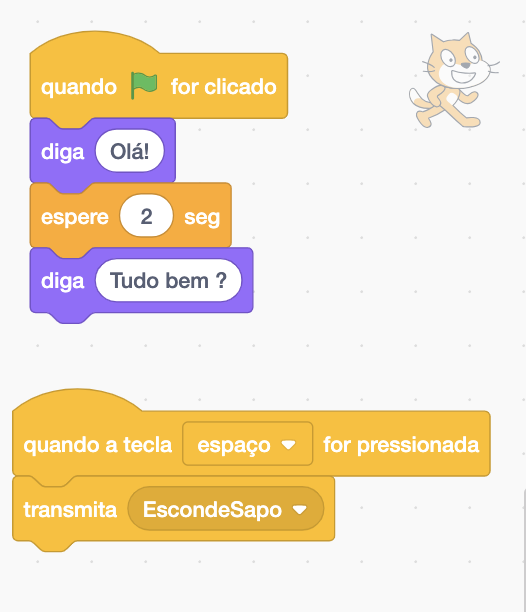 quando for clicado
diga Olá!
espere 2 seg
diga Tudo bem ?
quando a tecla espaço for pressionada
transmita EscondeSapo